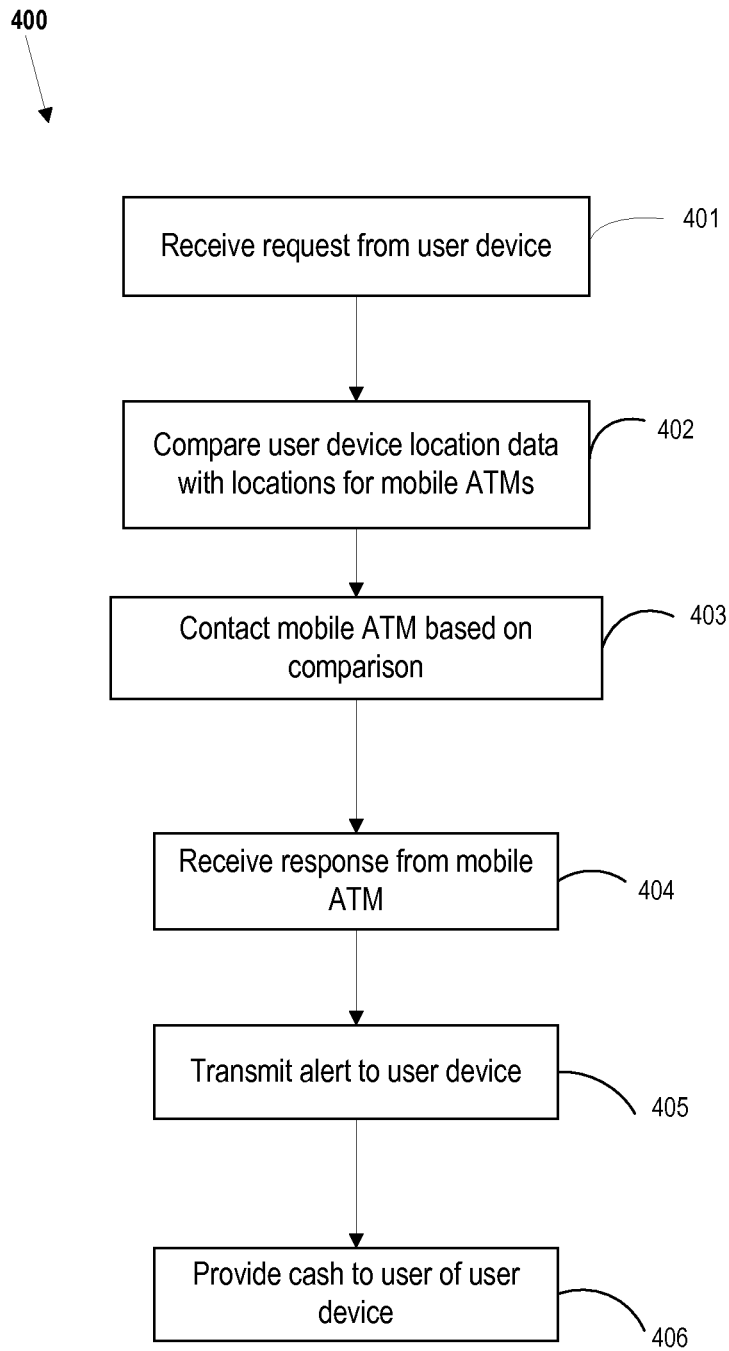 400
Receive request from user device
401
Compare user device location data
with locations for mobile ATMs
402
Contact mobile ATM based on
comparison
403
Receive response from mobile
ATM
404
Transmit alert to user device
405
Provide cash to user of user
device
406